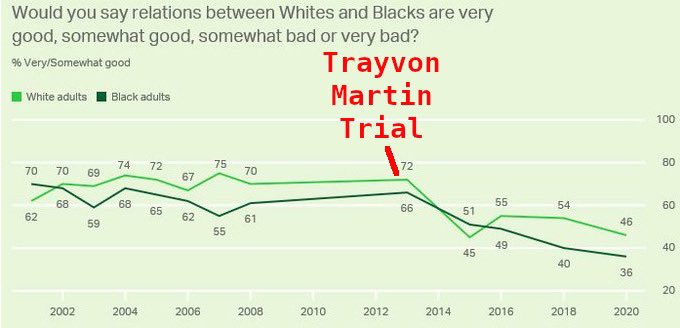 Would you say relations between Whites and Blacks are very
good, somewhat good, somewhat bad or very bad?
% Very/Somewhat good
Trayvon
Martin
Trial
White adults Black adults
100
80
60
40
20
70 70 69 74 72 67 75 70 72 51 55 54 46
62 68 59 68 65 62 55 61 66 45 49 40 36
2002 2004 2006 2008 2010 2012 2014 2016 2018 2020